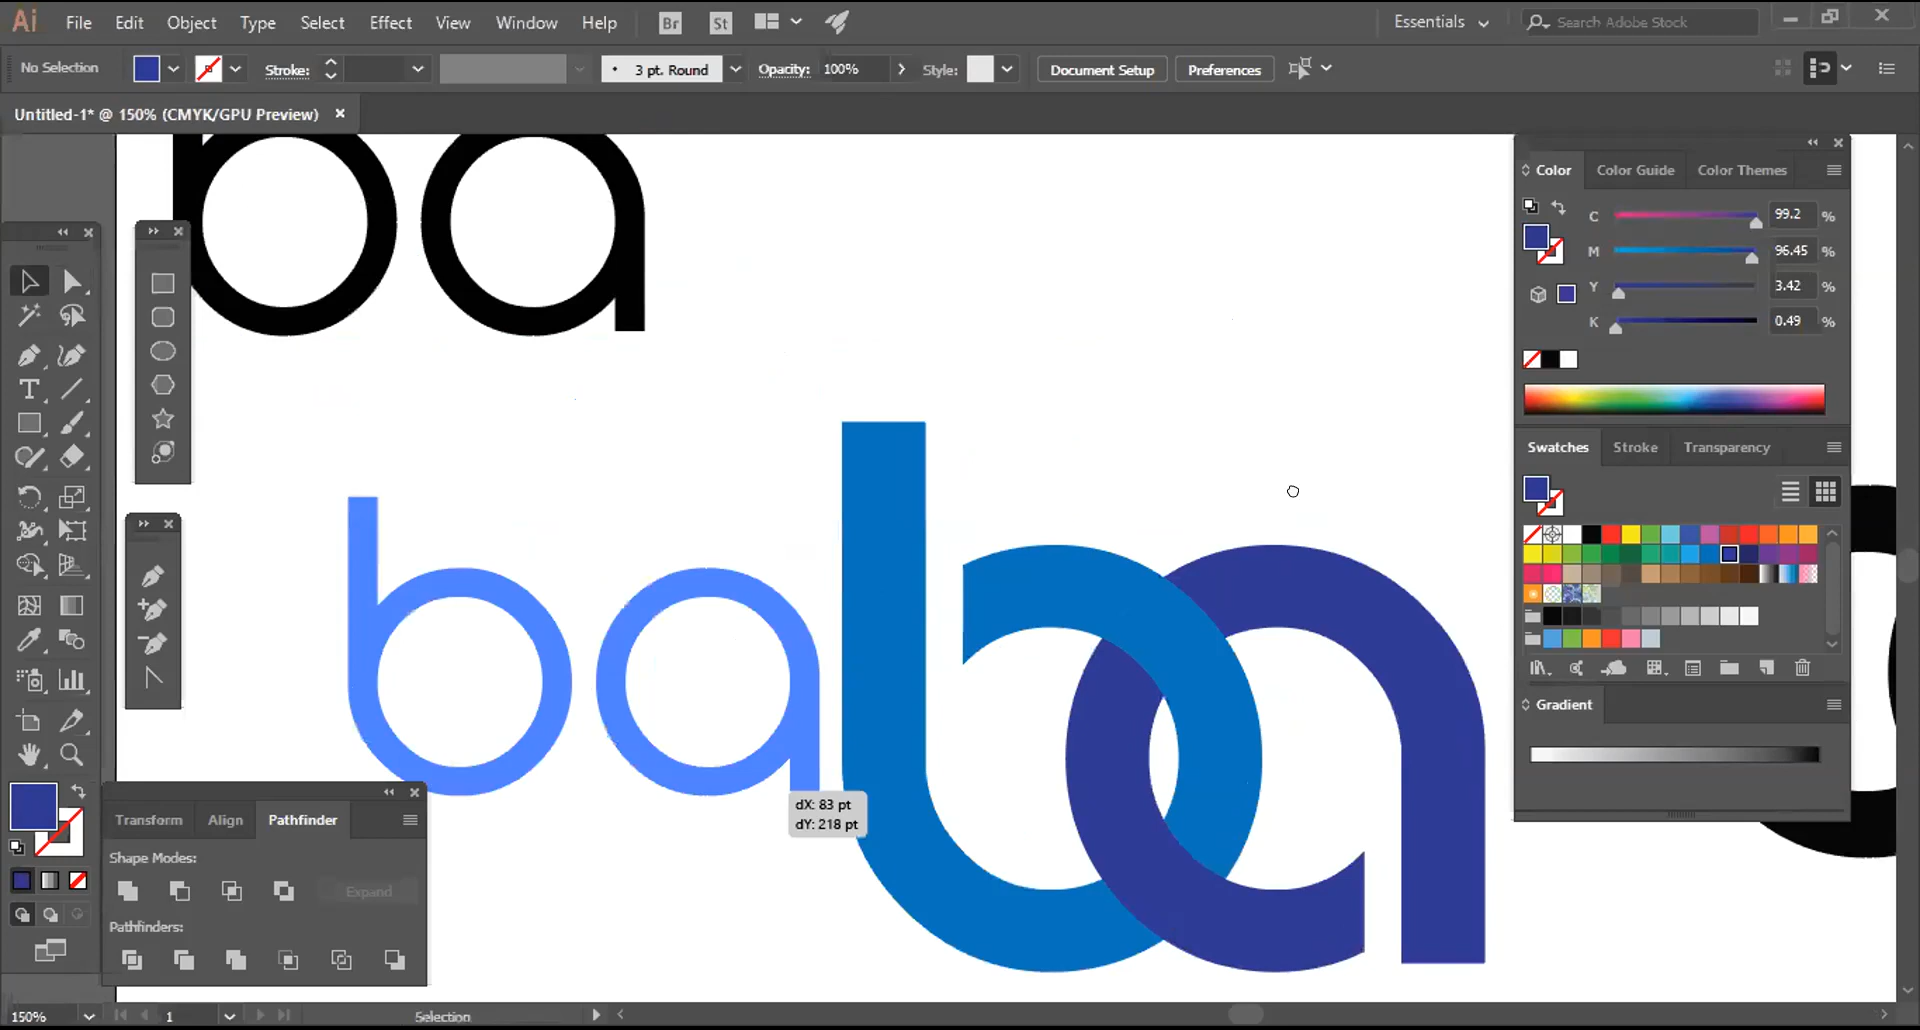 Ai File Edit Object Type Select Effect View Window Help Br St Essentials Search Adobe Stock
No Selection Stroke: 3 pt. Round Opacity: 100% Style: Document Setup Preferences
Untitled-1* @ 150% (CMYK/GPU Preview)
ba
Color Color Guide Color Themes
C 99.2 %
M 96.45 %
Y 3.42 %
K 0.49 %
Swatches Stroke Transparency
Gradient
ba
ba
dX: 83 pt
dY: 218 pt
Transform Align Pathfinder
Shape Modes:
Expand
Pathfinders:
150% 1 Selection